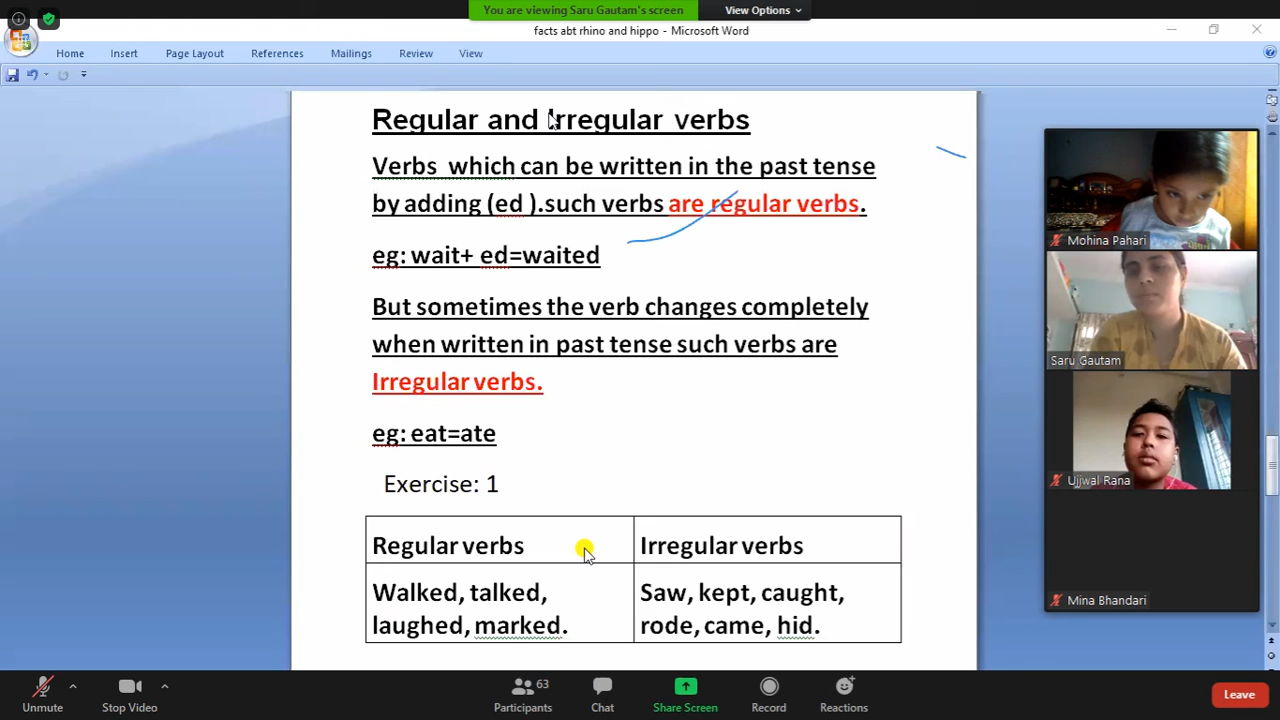 You are viewing Saru Gautam's screen
View Options
facts abt rhino and hippo - Microsoft Word
Home Insert Page Layout References Mailings Review View
Regular and Irregular verbs
Verbs which can be written in the past tense
by adding (ed ).such verbs are regular verbs.
eg: wait+ ed=waited
But sometimes the verb changes completely
when written in past tense such verbs are
Irregular verbs.
eg: eat=ate
Exercise: 1
Regular verbs
Irregular verbs
Walked, talked,
laughed, marked.
Saw, kept, caught,
rode, came, hid.
Mohina Pahari
Saru Gautam
Ujjwal Rana
Mina Bhandari
Unmute
Stop Video
63
Participants
Chat
Share Screen
Record
Reactions
Leave